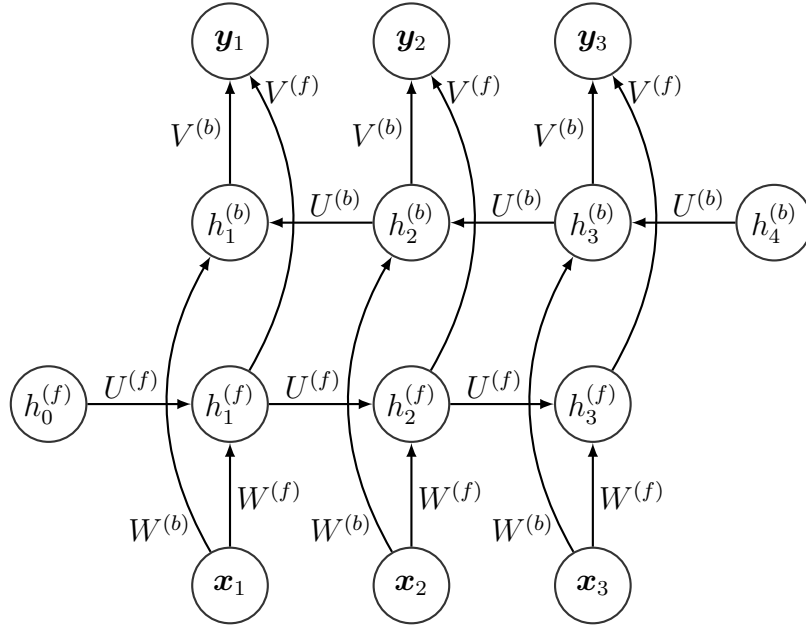 y₁ y₂ y₃
V⁽ᶠ⁾ V⁽ᶠ⁾ V⁽ᶠ⁾
V⁽ᵇ⁾ V⁽ᵇ⁾ V⁽ᵇ⁾
U⁽ᵇ⁾ U⁽ᵇ⁾ U⁽ᵇ⁾
h₁⁽ᵇ⁾ h₂⁽ᵇ⁾ h₃⁽ᵇ⁾ h₄⁽ᵇ⁾
U⁽ᶠ⁾ U⁽ᶠ⁾ U⁽ᶠ⁾
h₀⁽ᶠ⁾ h₁⁽ᶠ⁾ h₂⁽ᶠ⁾ h₃⁽ᶠ⁾
W⁽ᶠ⁾ W⁽ᶠ⁾ W⁽ᶠ⁾
W⁽ᵇ⁾ W⁽ᵇ⁾ W⁽ᵇ⁾
x₁ x₂ x₃